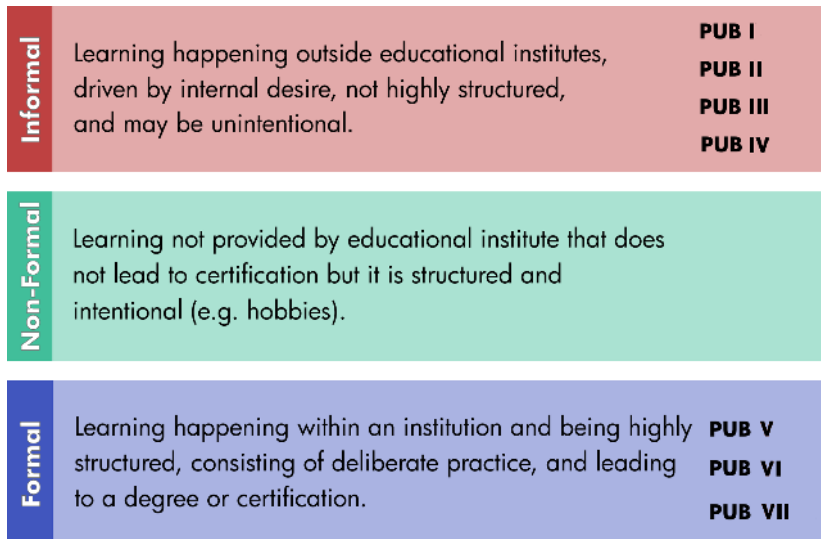 Informal
Learning happening outside educational institutes,
driven by internal desire, not highly structured,
and may be unintentional.
PUB I
PUB II
PUB III
PUB IV
Non-Formal
Learning not provided by educational institute that does
not lead to certification but it is structured and
intentional (e.g. hobbies).
Formal
Learning happening within an institution and being highly
structured, consisting of deliberate practice, and leading
to a degree or certification.
PUB V
PUB VI
PUB VII